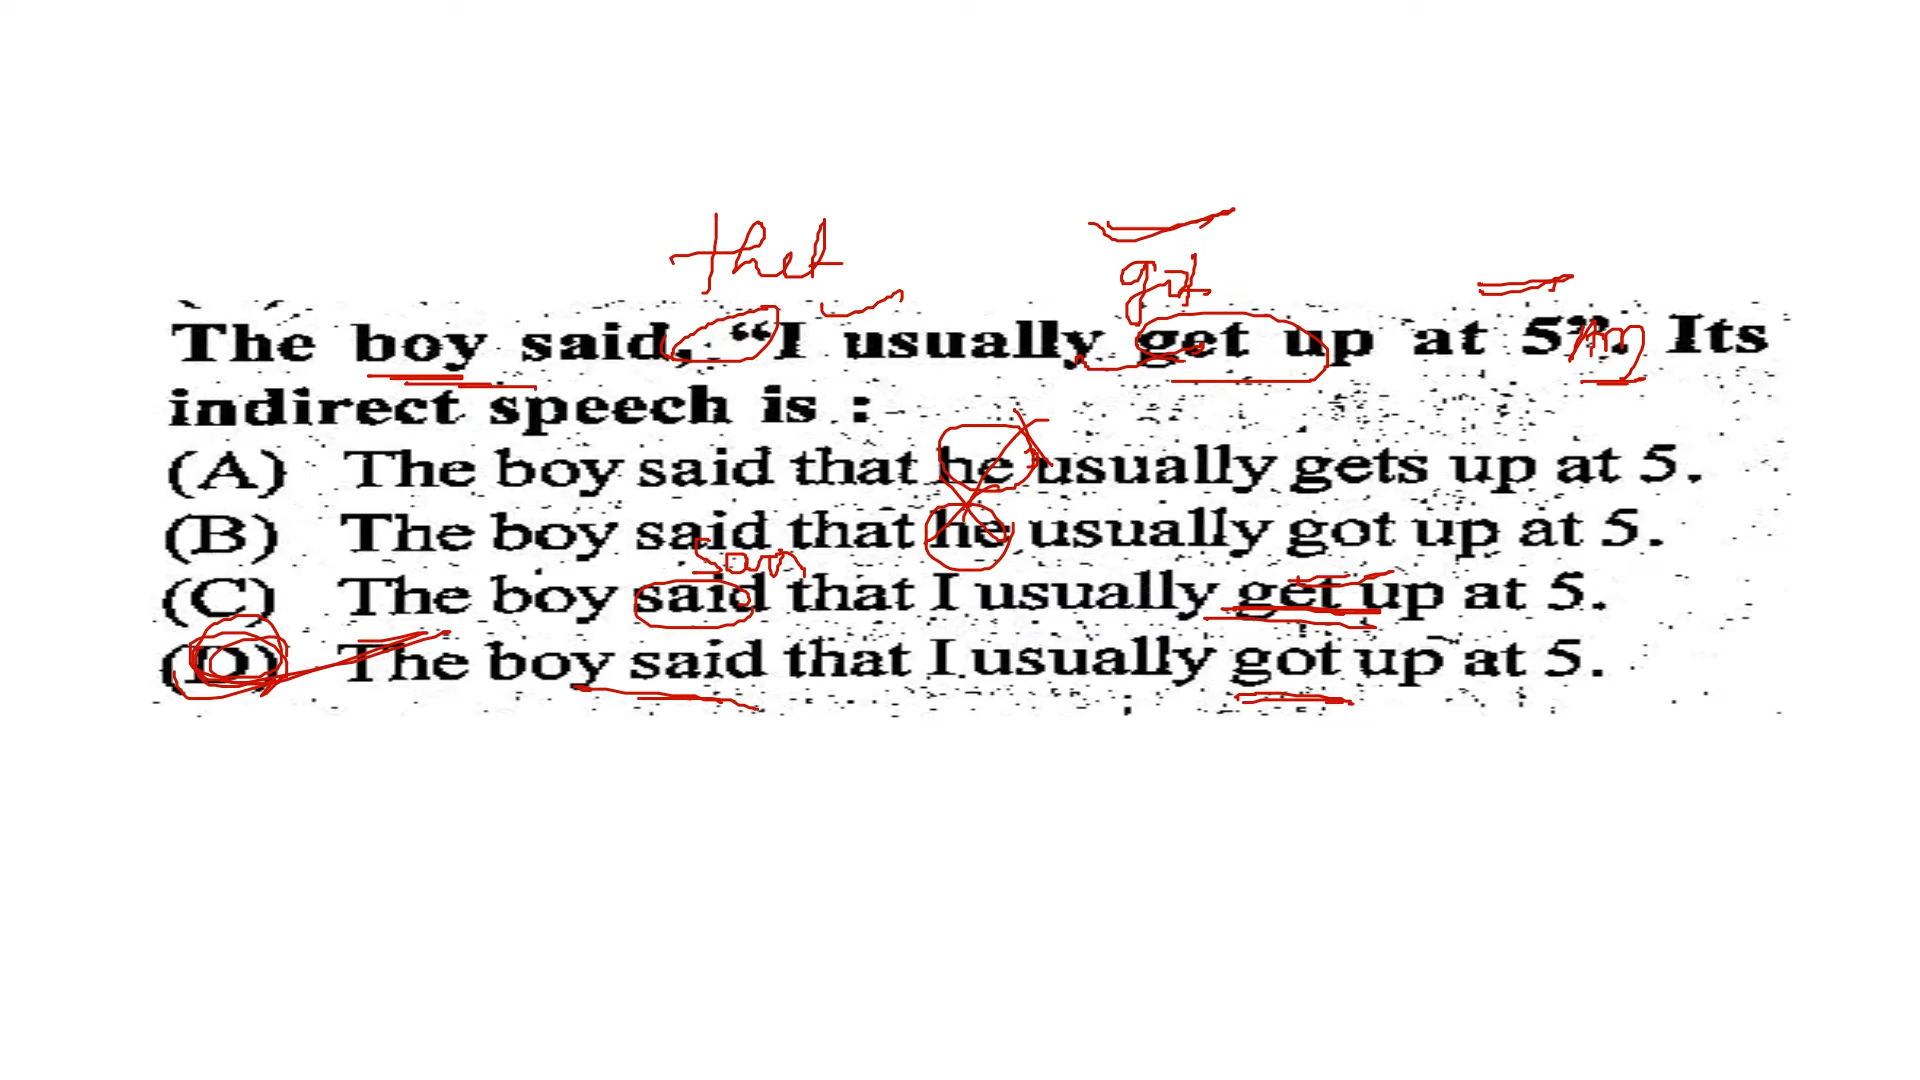 that
got
The boy said, “I usually get up at 5”. Its
indirect speech is :
(A) The boy said that he usually gets up at 5.
(B) The boy said that he usually got up at 5.
(C) The boy said that I usually get up at 5.
(D) The boy said that I usually got up at 5.